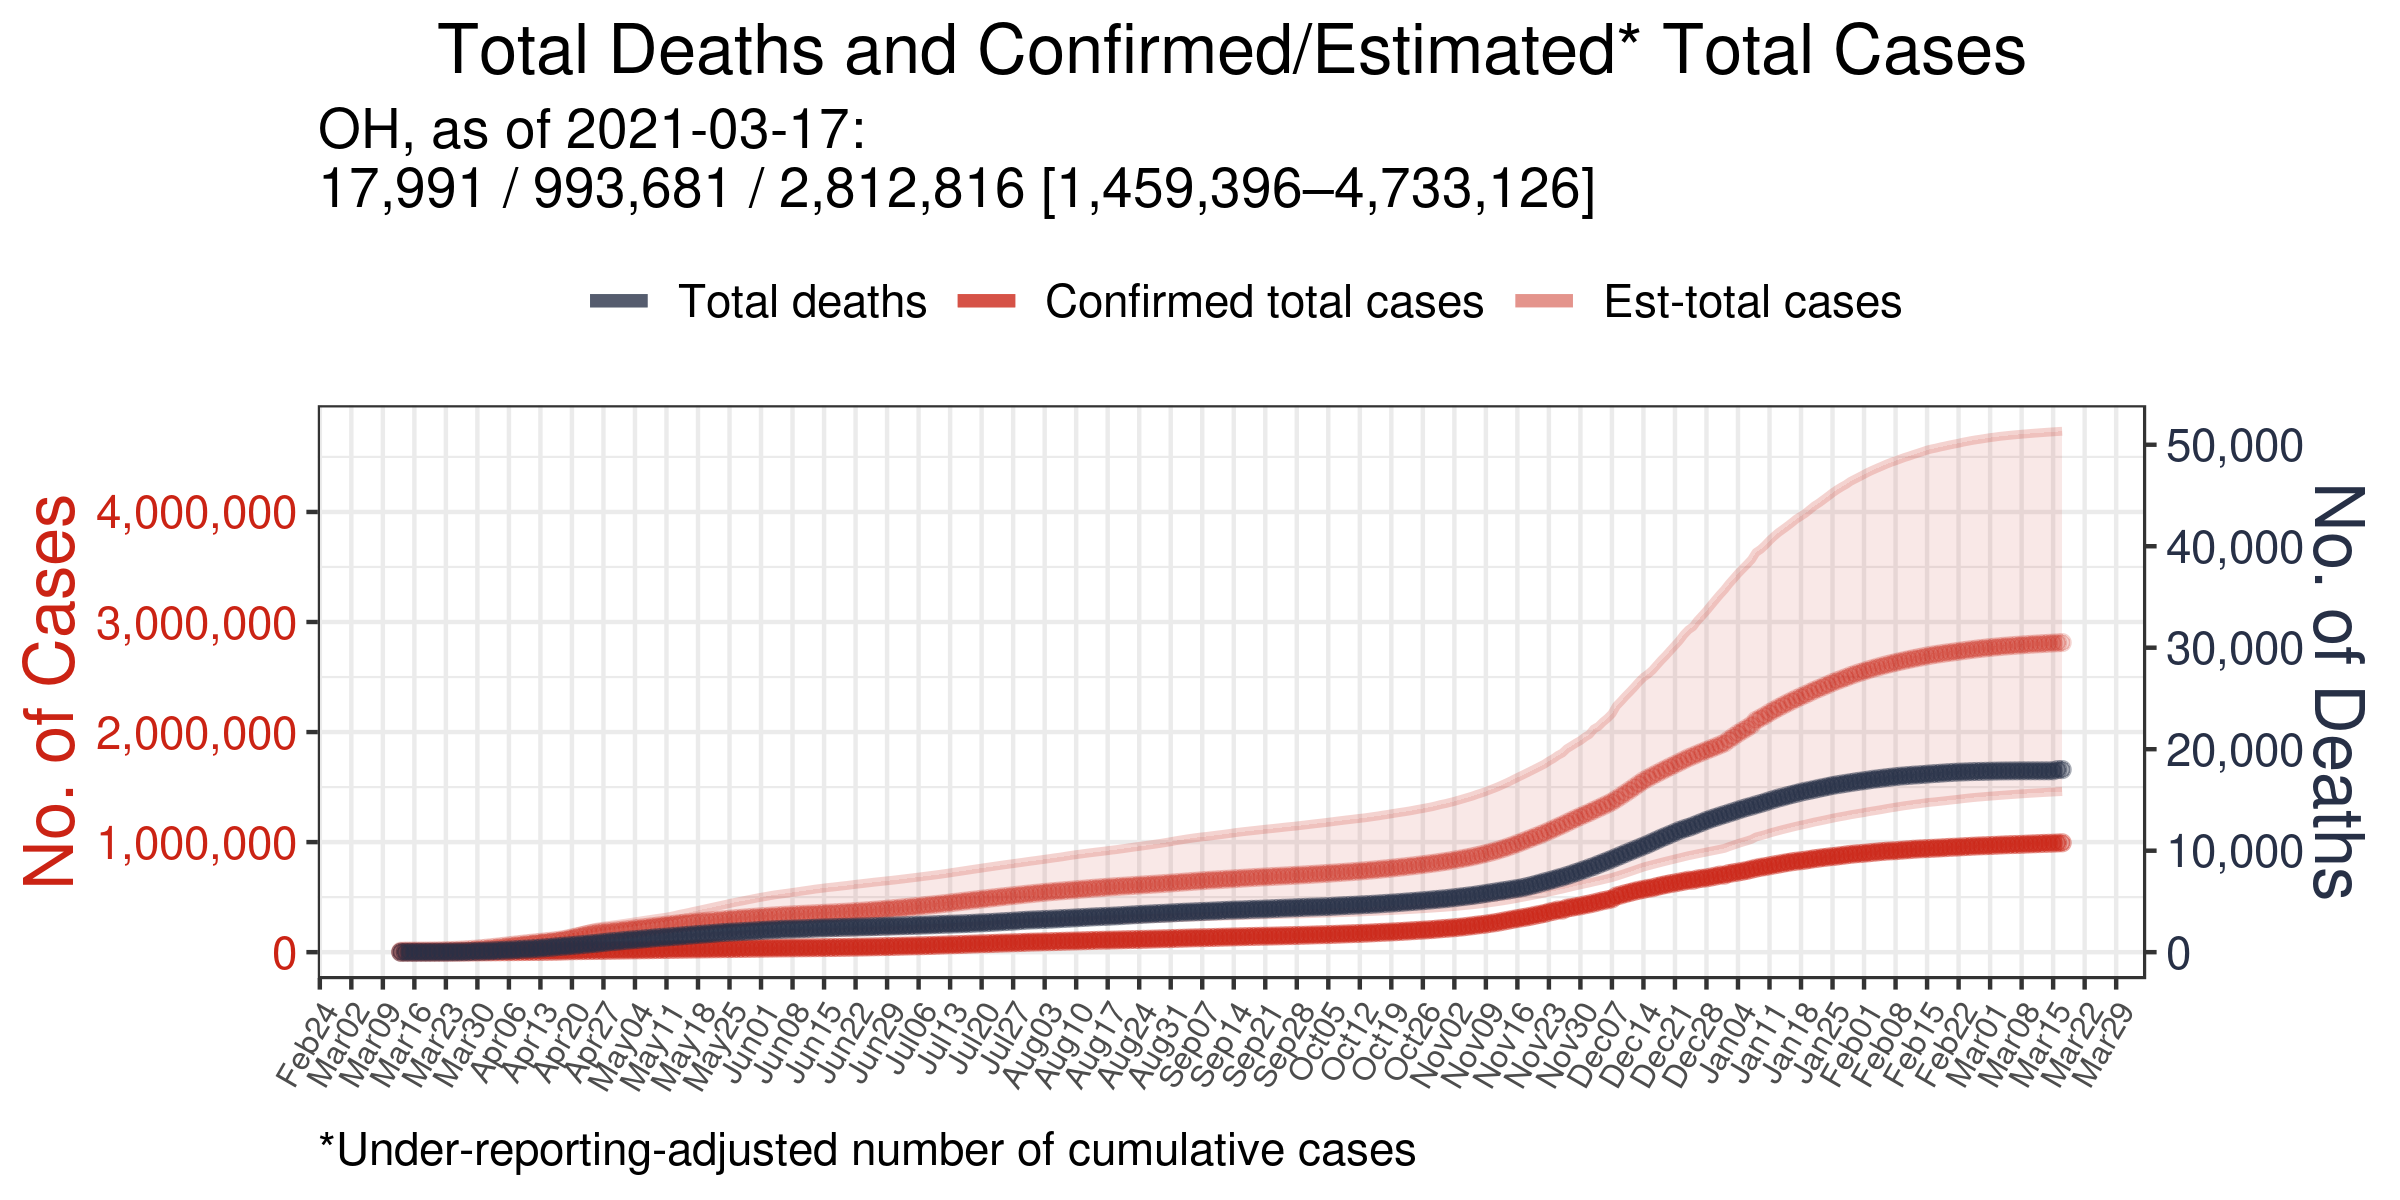 Total Deaths and Confirmed/Estimated* Total Cases
OH, as of 2021-03-17:
17,991 / 993,681 / 2,812,816 [1,459,396–4,733,126]
Total deaths
Confirmed total cases
Est-total cases
No. of Cases
4,000,000
3,000,000
2,000,000
1,000,000
0
50,000
40,000
30,000
20,000
10,000
0
No. of Deaths
Feb24
Mar02
Mar09
Mar16
Mar23
Mar30
Apr06
Apr13
Apr20
Apr27
May04
May11
May18
May25
Jun01
Jun08
Jun15
Jun22
Jun29
Jul06
Jul13
Jul20
Jul27
Aug03
Aug10
Aug17
Aug24
Aug31
Sep07
Sep14
Sep21
Sep28
Oct05
Oct12
Oct19
Oct26
Nov02
Nov09
Nov16
Nov23
Nov30
Dec07
Dec14
Dec21
Dec28
Jan04
Jan11
Jan18
Jan25
Feb01
Feb08
Feb15
Feb22
Mar01
Mar08
Mar15
Mar22
Mar29
*Under-reporting-adjusted number of cumulative cases